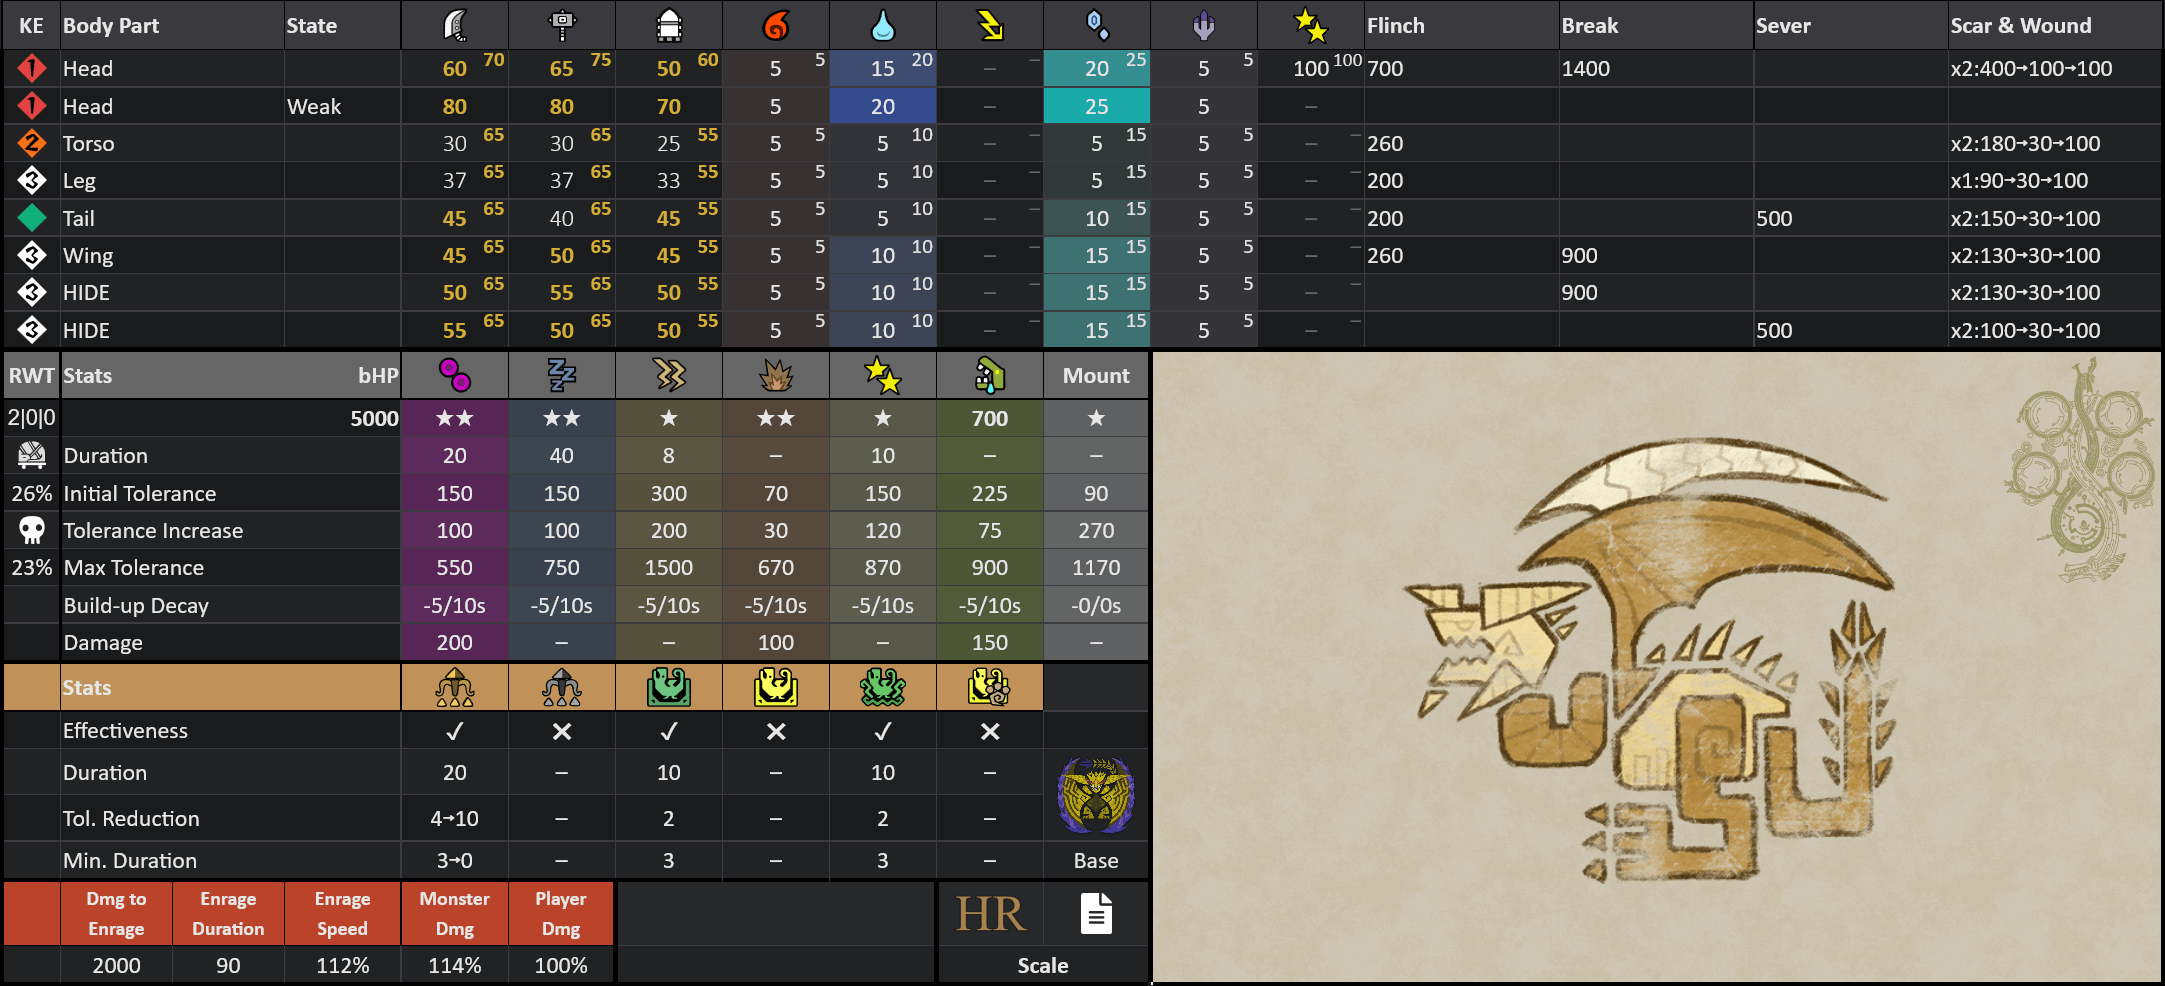 KE Body Part State Flinch Break Sever Scar & Wound
1 Head 60 70 65 75 50 60 5 5 15 20 – – 20 25 5 5 100 100 700 1400 x2:400→100→100
1 Head Weak 80 80 70 5 20 – 25 5 –
2 Torso 30 65 30 65 25 55 5 5 5 10 – – 5 15 5 5 – – 260 x2:180→30→100
3 Leg 37 65 37 65 33 55 5 5 5 10 – – 5 15 5 5 – – 200 x1:90→30→100
Tail 45 65 40 65 45 55 5 5 5 10 – – 10 15 5 5 – – 200 500 x2:150→30→100
3 Wing 45 65 50 65 45 55 5 5 10 10 – – 15 15 5 5 – – 260 900 x2:130→30→100
3 HIDE 50 65 55 65 50 55 5 5 10 10 – – 15 15 5 5 – – 900 x2:130→30→100
3 HIDE 55 65 50 65 50 55 5 5 10 10 – – 15 15 5 5 – – 500 x2:100→30→100
RWT Stats bHP Mount
2|0|0 5000 ★★ ★★ ★ ★★ ★ 700 ★
Duration 20 40 8 – 10 – –
26% Initial Tolerance 150 150 300 70 150 225 90
Tolerance Increase 100 100 200 30 120 75 270
23% Max Tolerance 550 750 1500 670 870 900 1170
Build-up Decay -5/10s -5/10s -5/10s -5/10s -5/10s -5/10s -0/0s
Damage 200 – – 100 – 150 –
Stats
Effectiveness ✓ ✕ ✓ ✕ ✓ ✕
Duration 20 – 10 – 10 –
Tol. Reduction 4→10 – 2 – 2 –
Min. Duration 3→0 – 3 – 3 – Base
Dmg to Enrage Monster Player
Enrage Duration Speed Dmg Dmg
Enrage
HR
2000 90 112% 114% 100% Scale